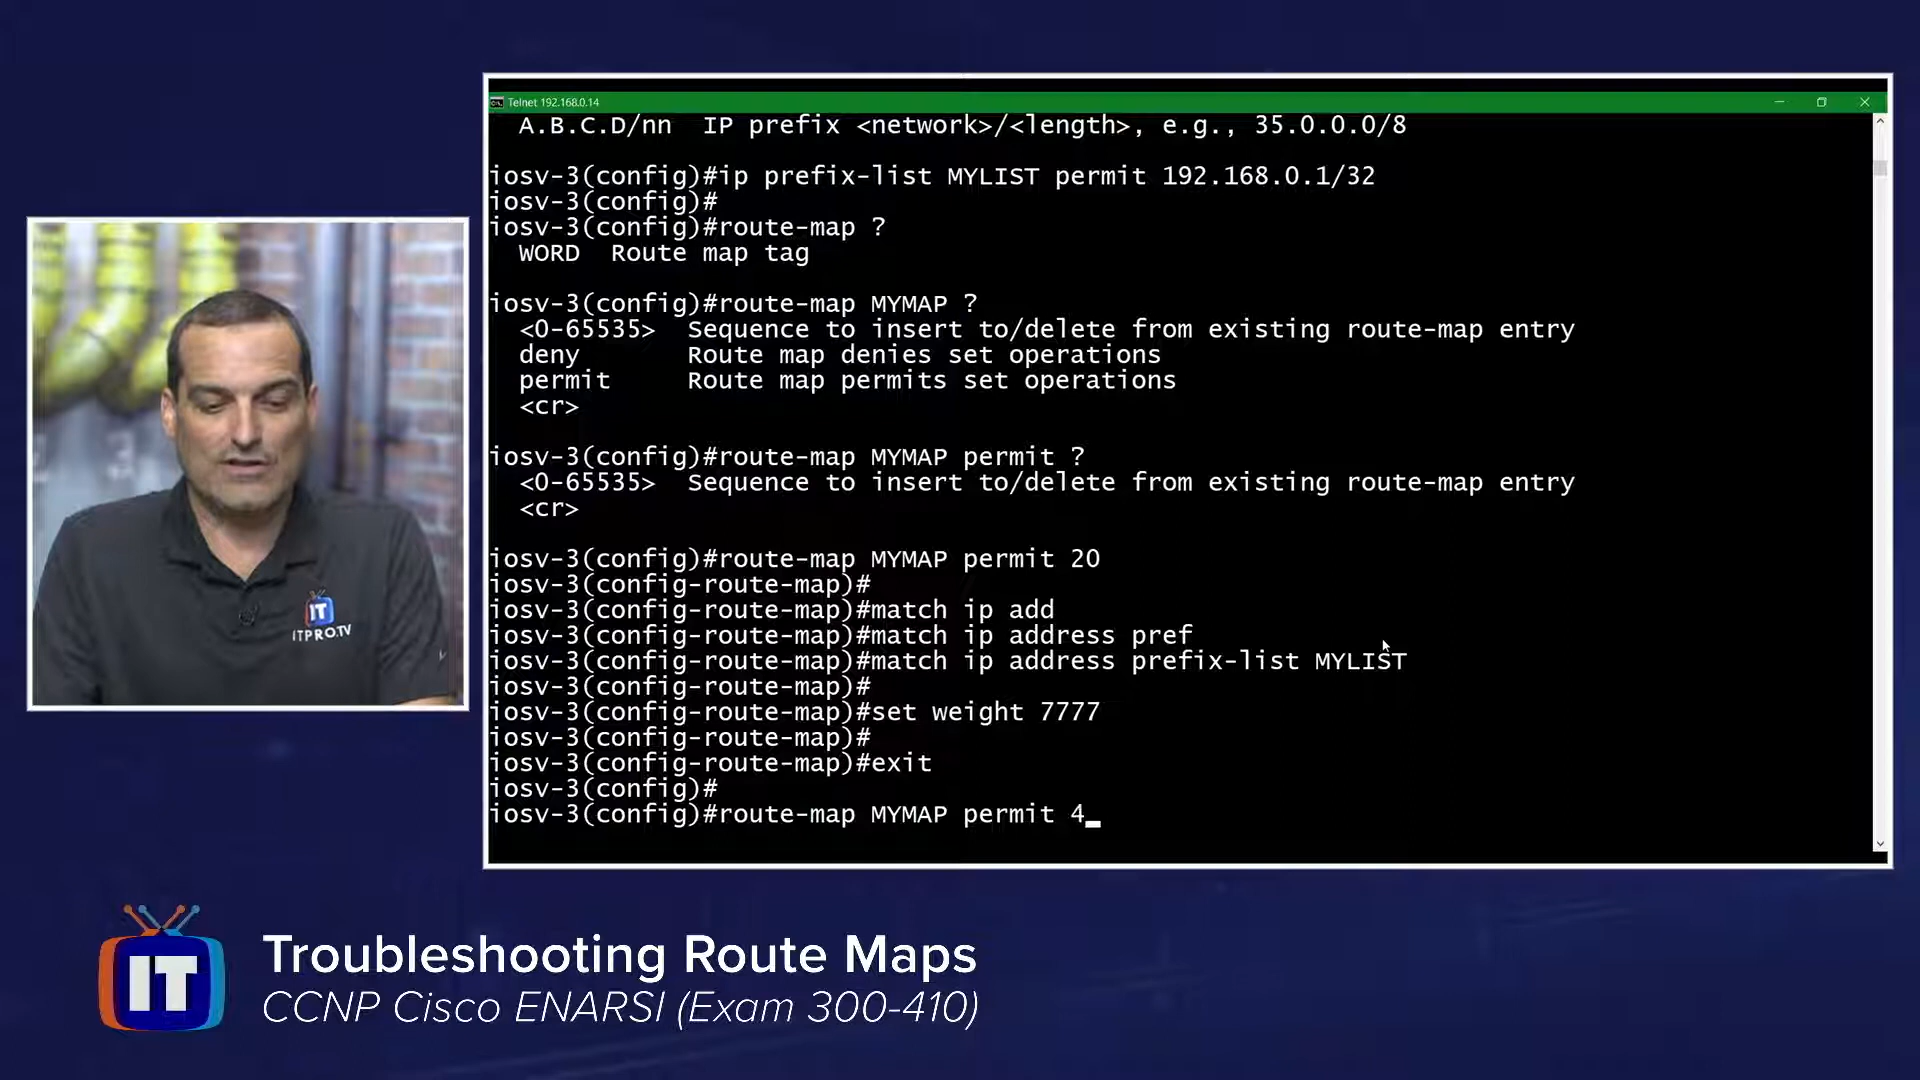 Telnet 192.168.0.14
A.B.C.D/nn  IP prefix <network>/<length>, e.g., 35.0.0.0/8
iosv-3(config)#ip prefix-list MYLIST permit 192.168.0.1/32
iosv-3(config)#
iosv-3(config)#route-map ?
WORD  Route map tag
iosv-3(config)#route-map MYMAP ?
<0-65535>  Sequence to insert to/delete from existing route-map entry
deny       Route map denies set operations
permit     Route map permits set operations
<cr>
iosv-3(config)#route-map MYMAP permit ?
<0-65535>  Sequence to insert to/delete from existing route-map entry
<cr>
iosv-3(config)#route-map MYMAP permit 20
iosv-3(config-route-map)#
iosv-3(config-route-map)#match ip add
iosv-3(config-route-map)#match ip address pref
iosv-3(config-route-map)#match ip address prefix-list MYLIST
iosv-3(config-route-map)#
iosv-3(config-route-map)#set weight 7777
iosv-3(config-route-map)#
iosv-3(config-route-map)#exit
iosv-3(config)#
iosv-3(config)#route-map MYMAP permit 4_
IT
ITPRO.TV
IT
Troubleshooting Route Maps
CCNP Cisco ENARSI (Exam 300-410)